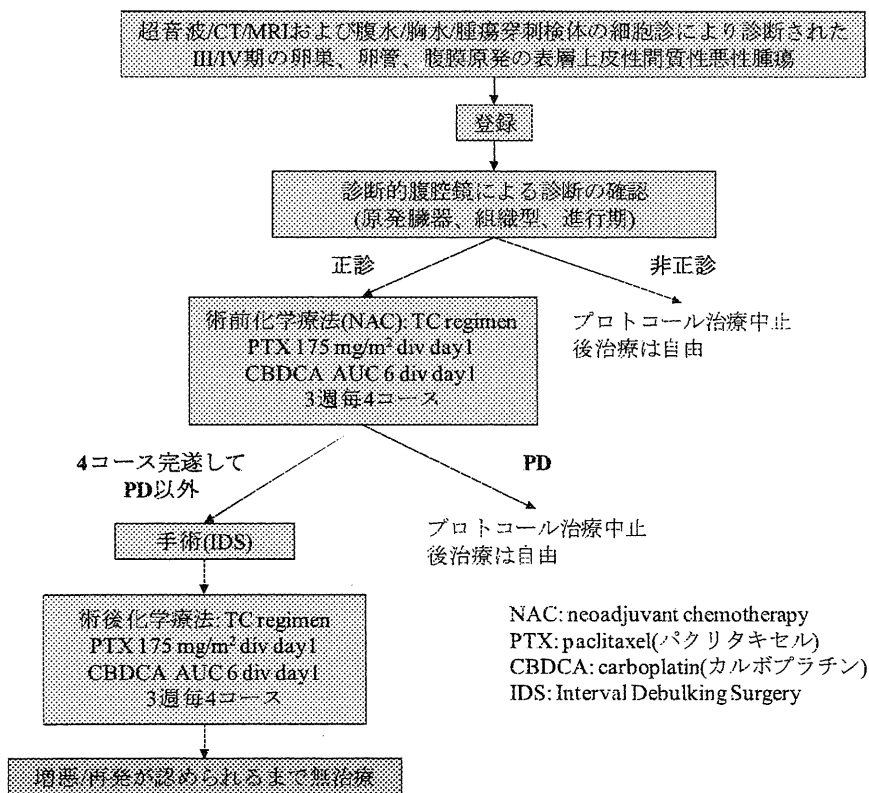 超音波/CT/MRIおよび腹水/胸水/腫瘍穿刺検体の細胞診により診断された
III/IV期の卵巣、卵管、腹膜原発の表層上皮性間質性悪性腫瘍
登録
診断的腹腔鏡による診断の確認
(原発臓器、組織型、進行期)
正診
非正診
術前化学療法(NAC): TC regimen
PTX 175 mg/m² div day1
CBDCA AUC 6 div day1
3週毎4コース
プロトコール治療中止
後治療は自由
4コース完遂して
PD以外
PD
手術(IDS)
プロトコール治療中止
後治療は自由
術後化学療法: TC regimen
PTX 175 mg/m² div day1
CBDCA AUC 6 div day1
3週毎4コース
NAC: neoadjuvant chemotherapy
PTX: paclitaxel(パクリタキセル)
CBDCA: carboplatin(カルボプラチン)
IDS: Interval Debulking Surgery
増悪/再発が認められるまで無治療